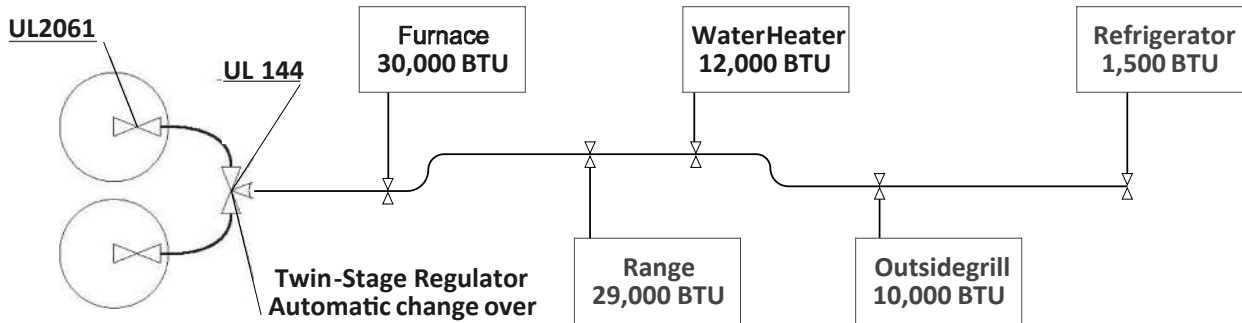 UL2061
UL 144
Furnace
30,000 BTU
WaterHeater
12,000 BTU
Refrigerator
1,500 BTU
Twin-Stage Regulator
Automatic change over
Range
29,000 BTU
Outsidegrill
10,000 BTU